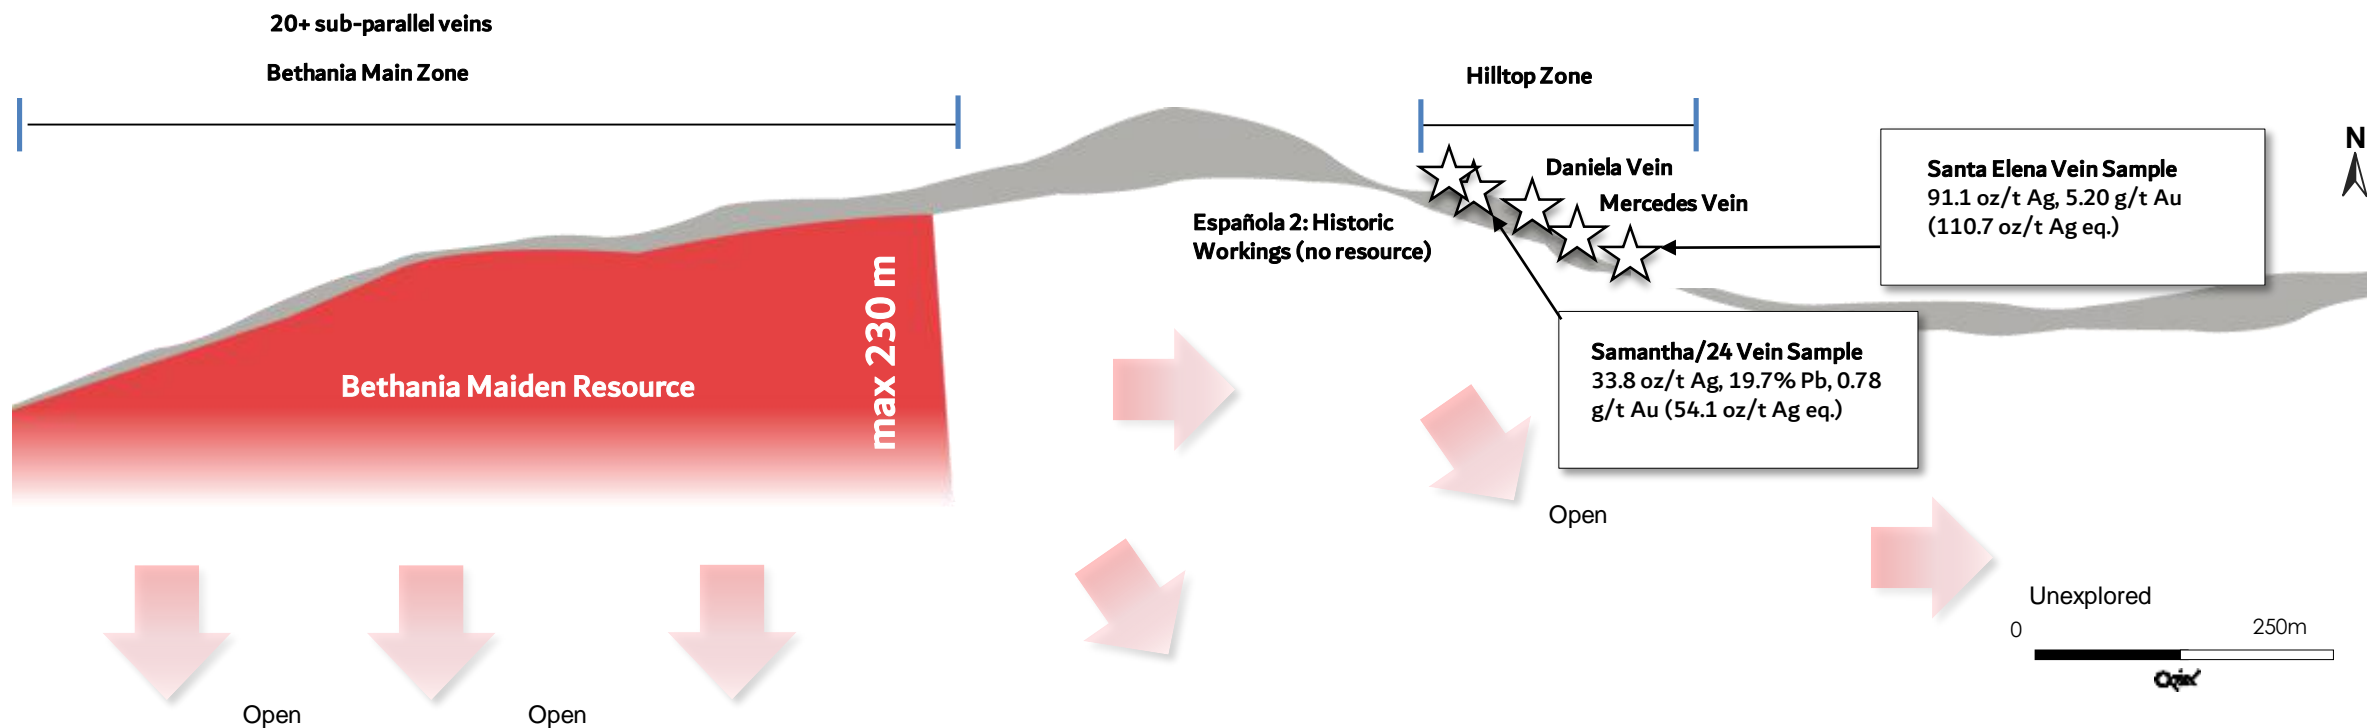 20+ sub-parallel veins
Bethania Main Zone
Hilltop Zone
N
Daniela Vein
Mercedes Vein
Santa Elena Vein Sample
91.1 oz/t Ag, 5.20 g/t Au
(110.7 oz/t Ag eq.)
Española 2: Historic
Workings (no resource)
max 230 m
Bethania Maiden Resource
Samantha/24 Vein Sample
33.8 oz/t Ag, 19.7% Pb, 0.78
g/t Au (54.1 oz/t Ag eq.)
Open
Unexplored
0
250m
Open
Open